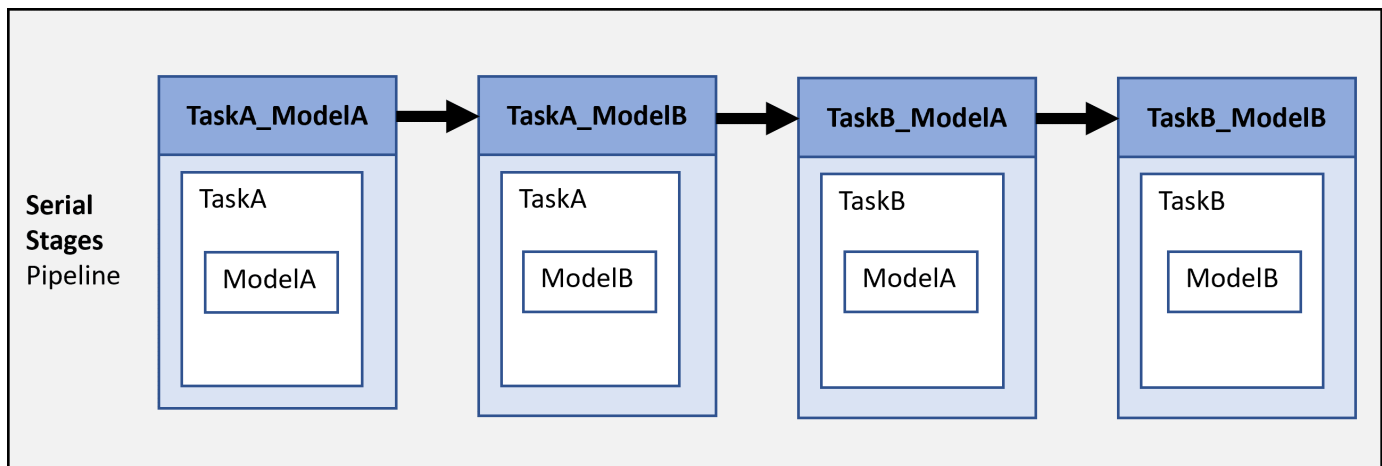 Serial
Stages
Pipeline
TaskA_ModelA
TaskA
ModelA
TaskA_ModelB
TaskA
ModelB
TaskB_ModelA
TaskB
ModelA
TaskB_ModelB
TaskB
ModelB